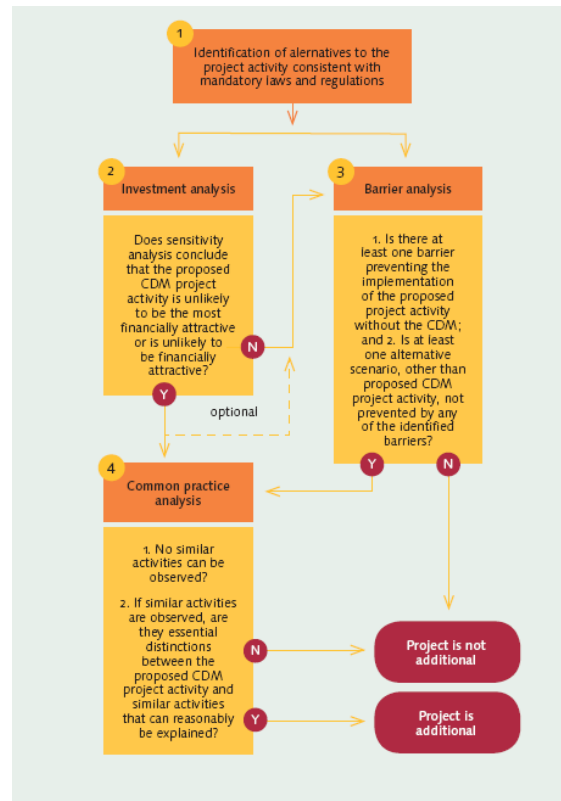 1
Identification of alernatives to the
project activity consistent with
mandatory laws and regulations
2
Investment analysis
Does sensitivity
analysis conclude
that the proposed
CDM project
activity is unlikely
to be the most
financially attractive
or is unlikely to
be financially
attractive?
N
Y
optional
3
Barrier analysis
1. Is there at
least one barrier
preventing the
implementation
of the proposed
project activity
without the CDM;
and 2. Is at least
one alternative
scenario, other than
proposed CDM
project activity, not
prevented by any
of the identified
barriers?
Y
N
4
Common practice
analysis
1. No similar
activities can be
observed?
2. If similar activities
are observed, are
they essential
distinctions
between the
proposed CDM
project activity and
similar activities
that can reasonably
be explained?
N
Y
Project is not
additional
Project is
additional